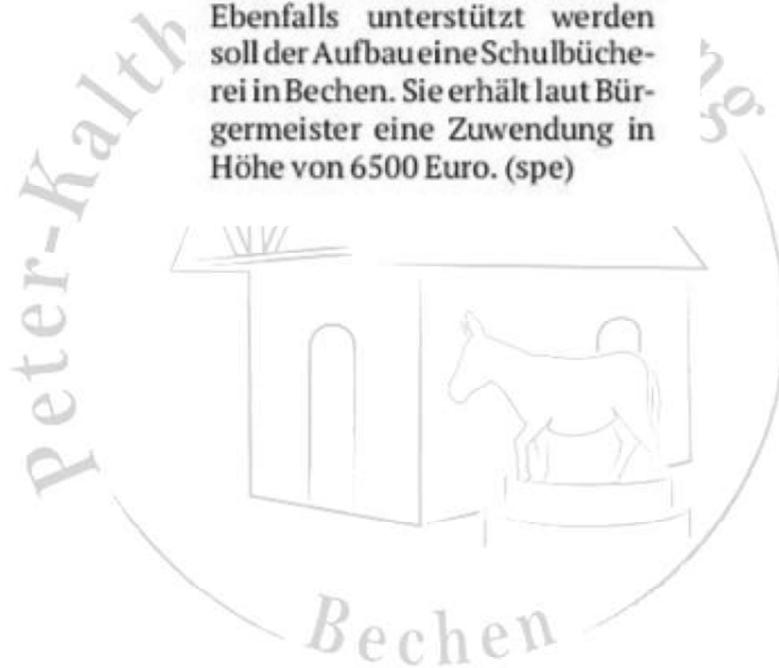 Ebenfalls unterstützt werden
soll der Aufbau eine Schulbüche-
rei in Bechen. Sie erhält laut Bür-
germeister eine Zuwendung in
Höhe von 6500 Euro. (spe)
Bechen